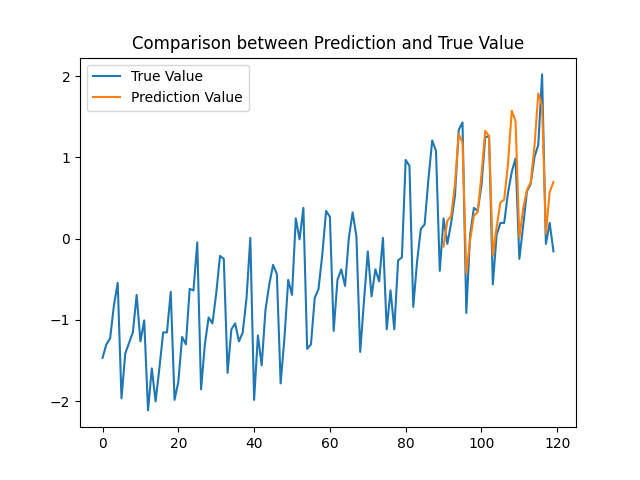 Comparison between Prediction and True Value
True Value
Prediction Value
2
1
0
−1
−2
0 20 40 60 80 100 120